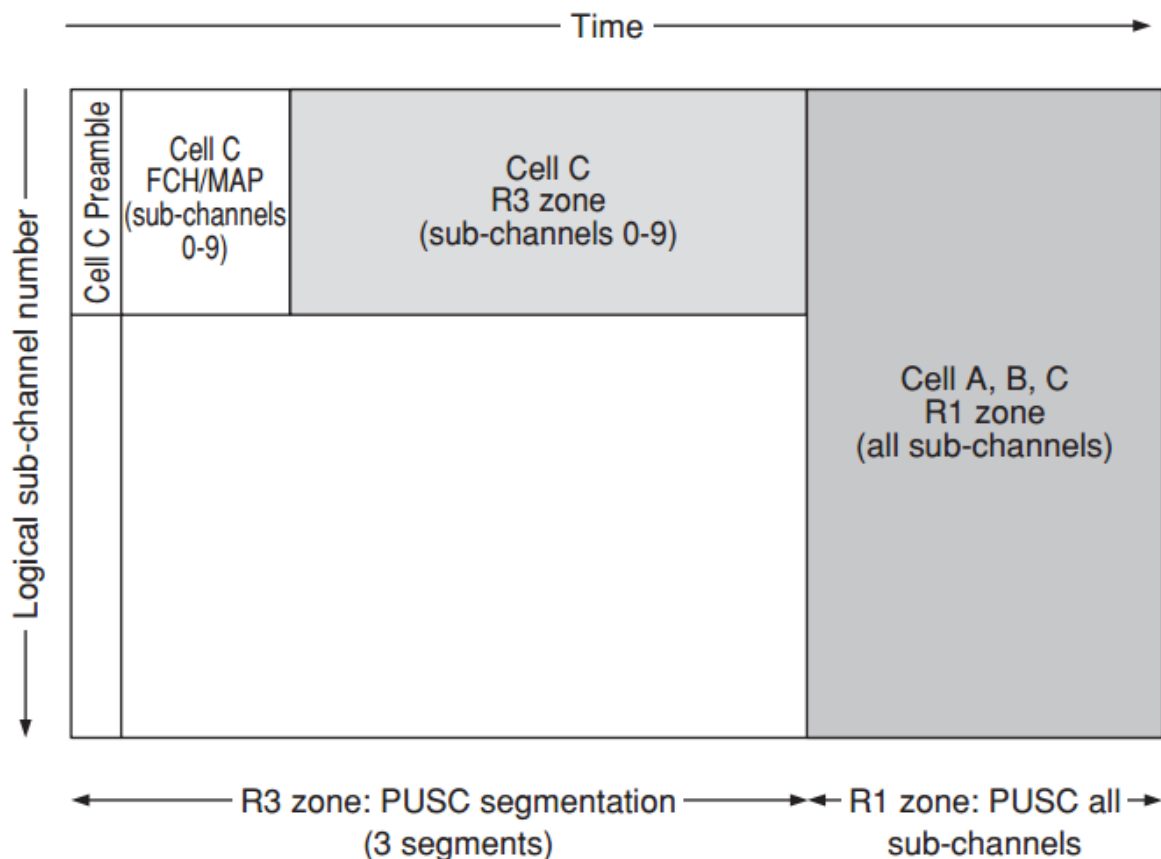 Time
Logical sub-channel number
Cell C Preamble
Cell C
FCH/MAP
(sub-channels
0-9)
Cell C
R3 zone
(sub-channels 0-9)
Cell A, B, C
R1 zone
(all sub-channels)
R3 zone: PUSC segmentation
(3 segments)
R1 zone: PUSC all
sub-channels